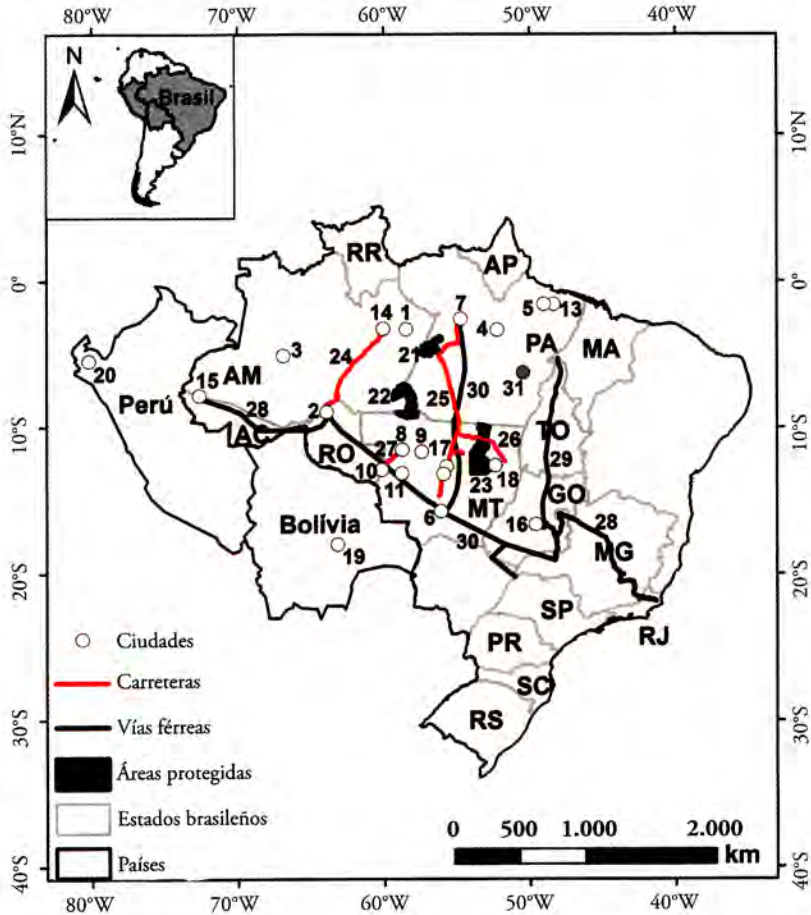 80°W 70°W 60°W 50°W 40°W
N
Brasil
10°N 10°N
RR
AP
0° 0°
14 1 7 5 13
3 4
21 PA MA
20 24
15 AM 31
Perú 22 25 30
28 2
10°S AC 8 9 26 TO 10°S
RO 27 17 29
10 11 23 18 GO
MT
6 16 28
Bolívia 30 MG
19
20°S 20°S
SP
Ciudades
RJ
PR
Carreteras
SC
Vías férreas
RS
30°S 30°S
Áreas protegidas
Estados brasileños
0 500 1.000 2.000
km
Países
40°S 40°S
80°W 70°W 60°W 50°W 40°W